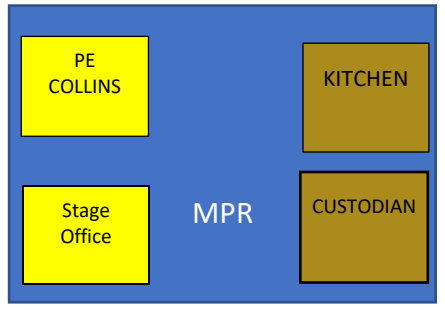 PE
COLLINS
KITCHEN
Stage
Office
MPR
CUSTODIAN